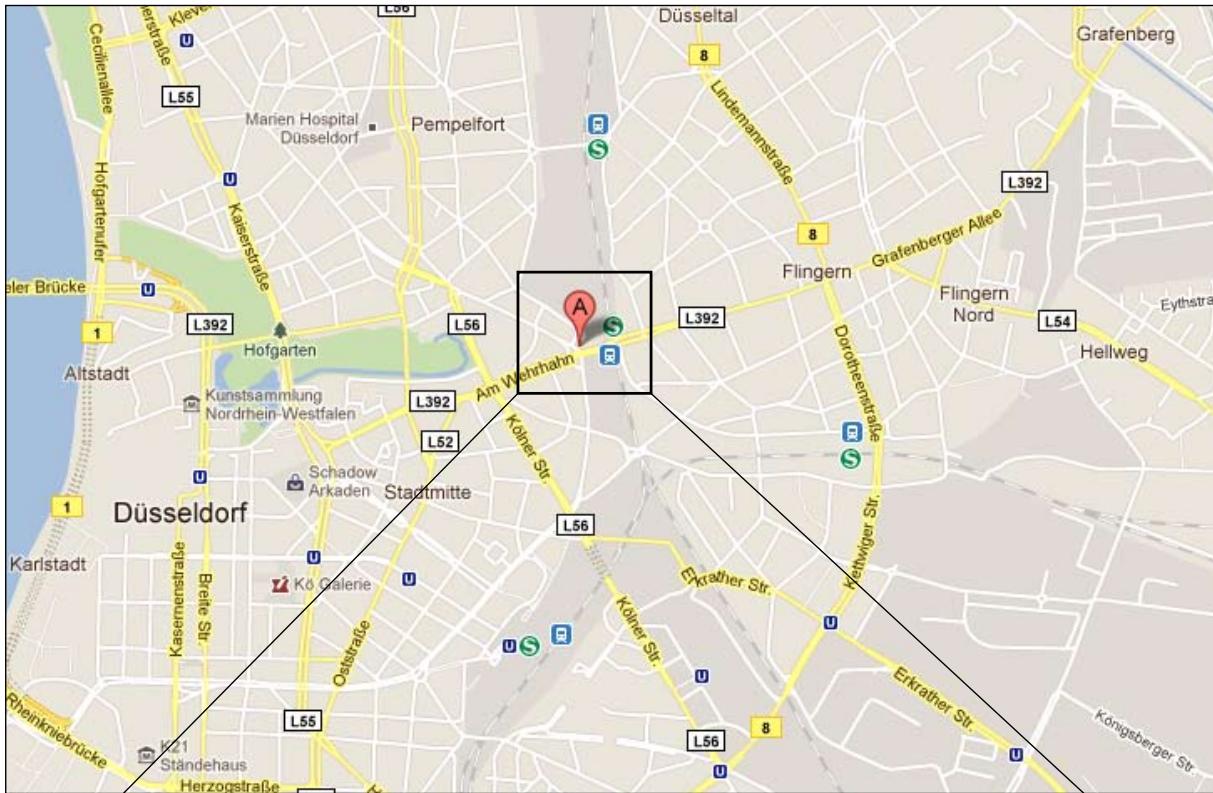 L56
Düsseltal
Kleve
Grafenberg
Cecilienallee
8
L55
Marien Hospital
Düsseldorf
Pempelfort
Lindemannstraße
S
Hofgartenufer
U
Kaiserstraße
L392
8
Grafenberger Allee
Flingern
eler Brücke
U
A
Flingern
Nord
Eythstra
1
L392
L56
S
L392
L54
Hofgarten
Altstadt
Am Wehrhahn
Dorotheenstraße
Hellweg
Kunstsammlung
Nordrhein-Westfalen
L392
Kölner Str.
L52
S
Schadow
Arkaden
Stadtmitte
U
1
Düsseldorf
L56
Kettwiger Str.
Karlstadt
U
Kö Galerie
U
Erkrather Str.
Kasernenstraße
Breite Str
Kölner Str.
U
Oststraße
U
S
U
Erkrather Str.
Rheinkniebrücke
L55
8
Königsberger Str.
K21
Ständehaus
L56
U
U
Herzogstraße